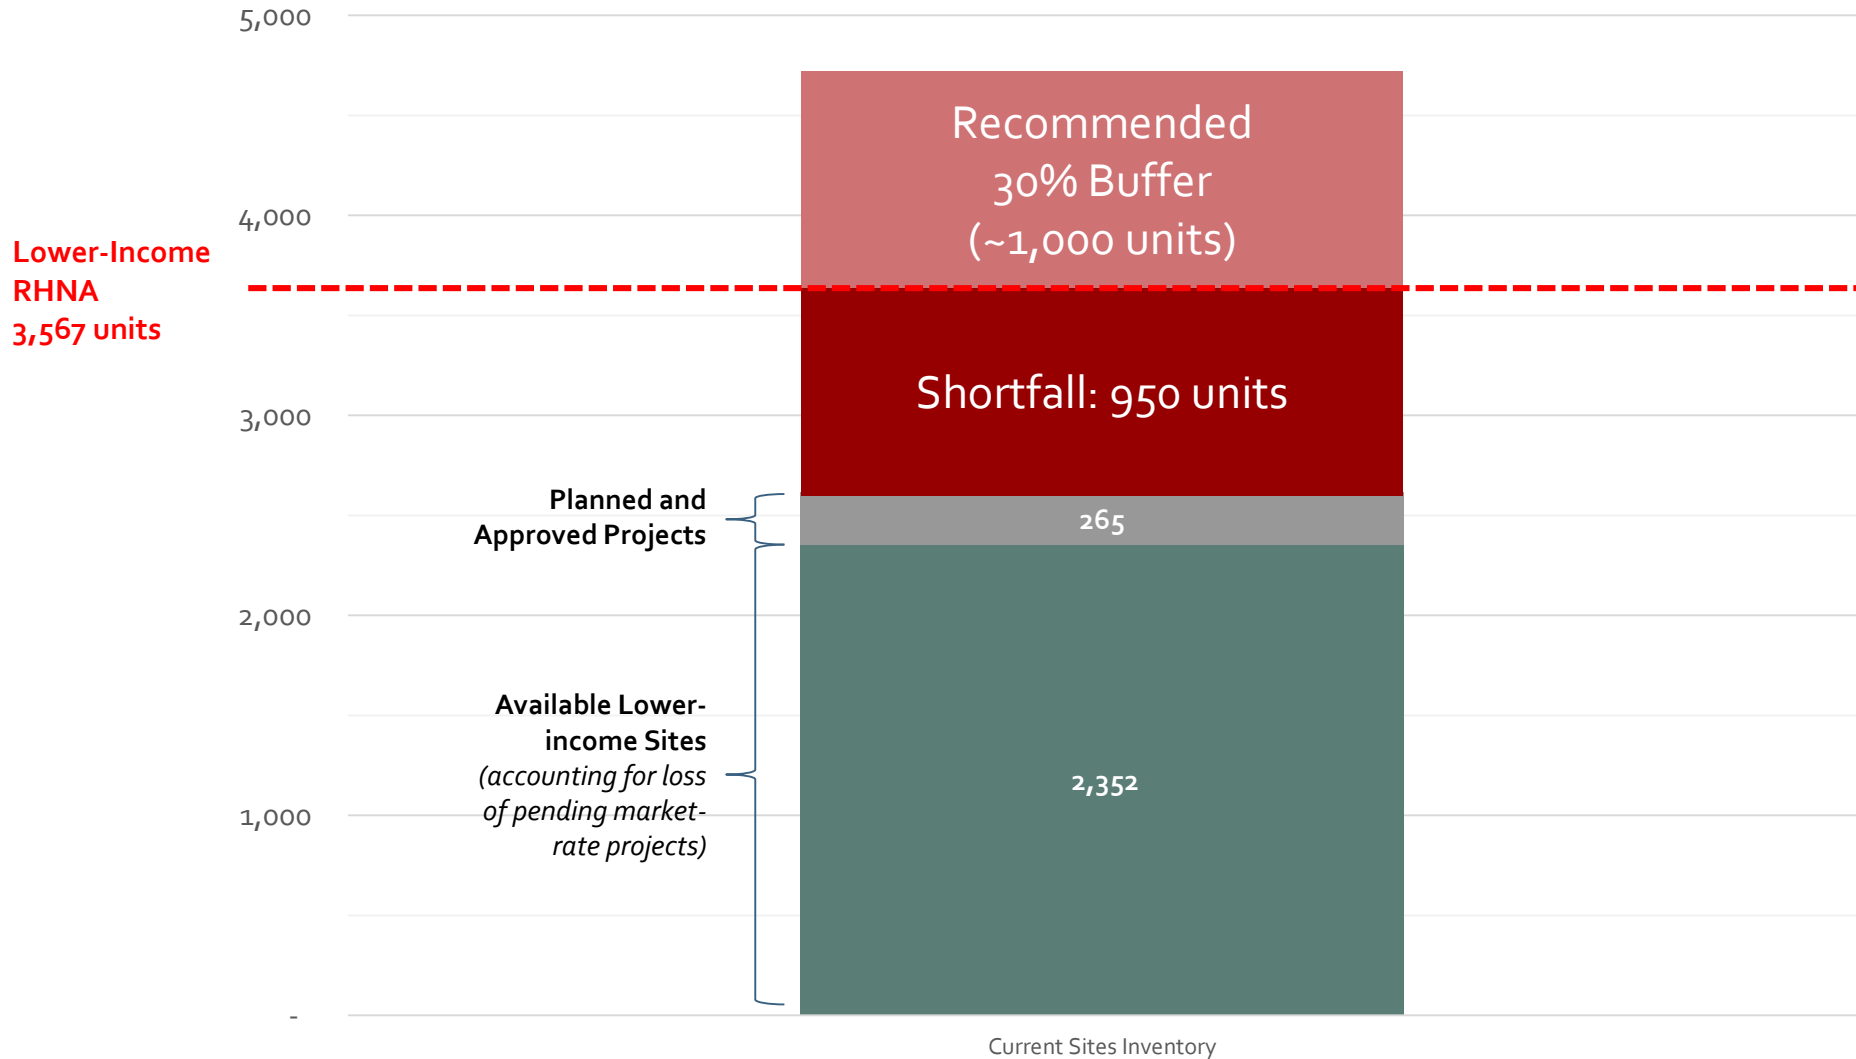 5,000
4,000
3,000
2,000
1,000
-
Lower-Income
RHNA
3,567 units
Recommended
30% Buffer
(~1,000 units)
Shortfall: 950 units
Planned and
Approved Projects
265
Available Lower-
income Sites
(accounting for loss
of pending market-
rate projects)
2,352
Current Sites Inventory